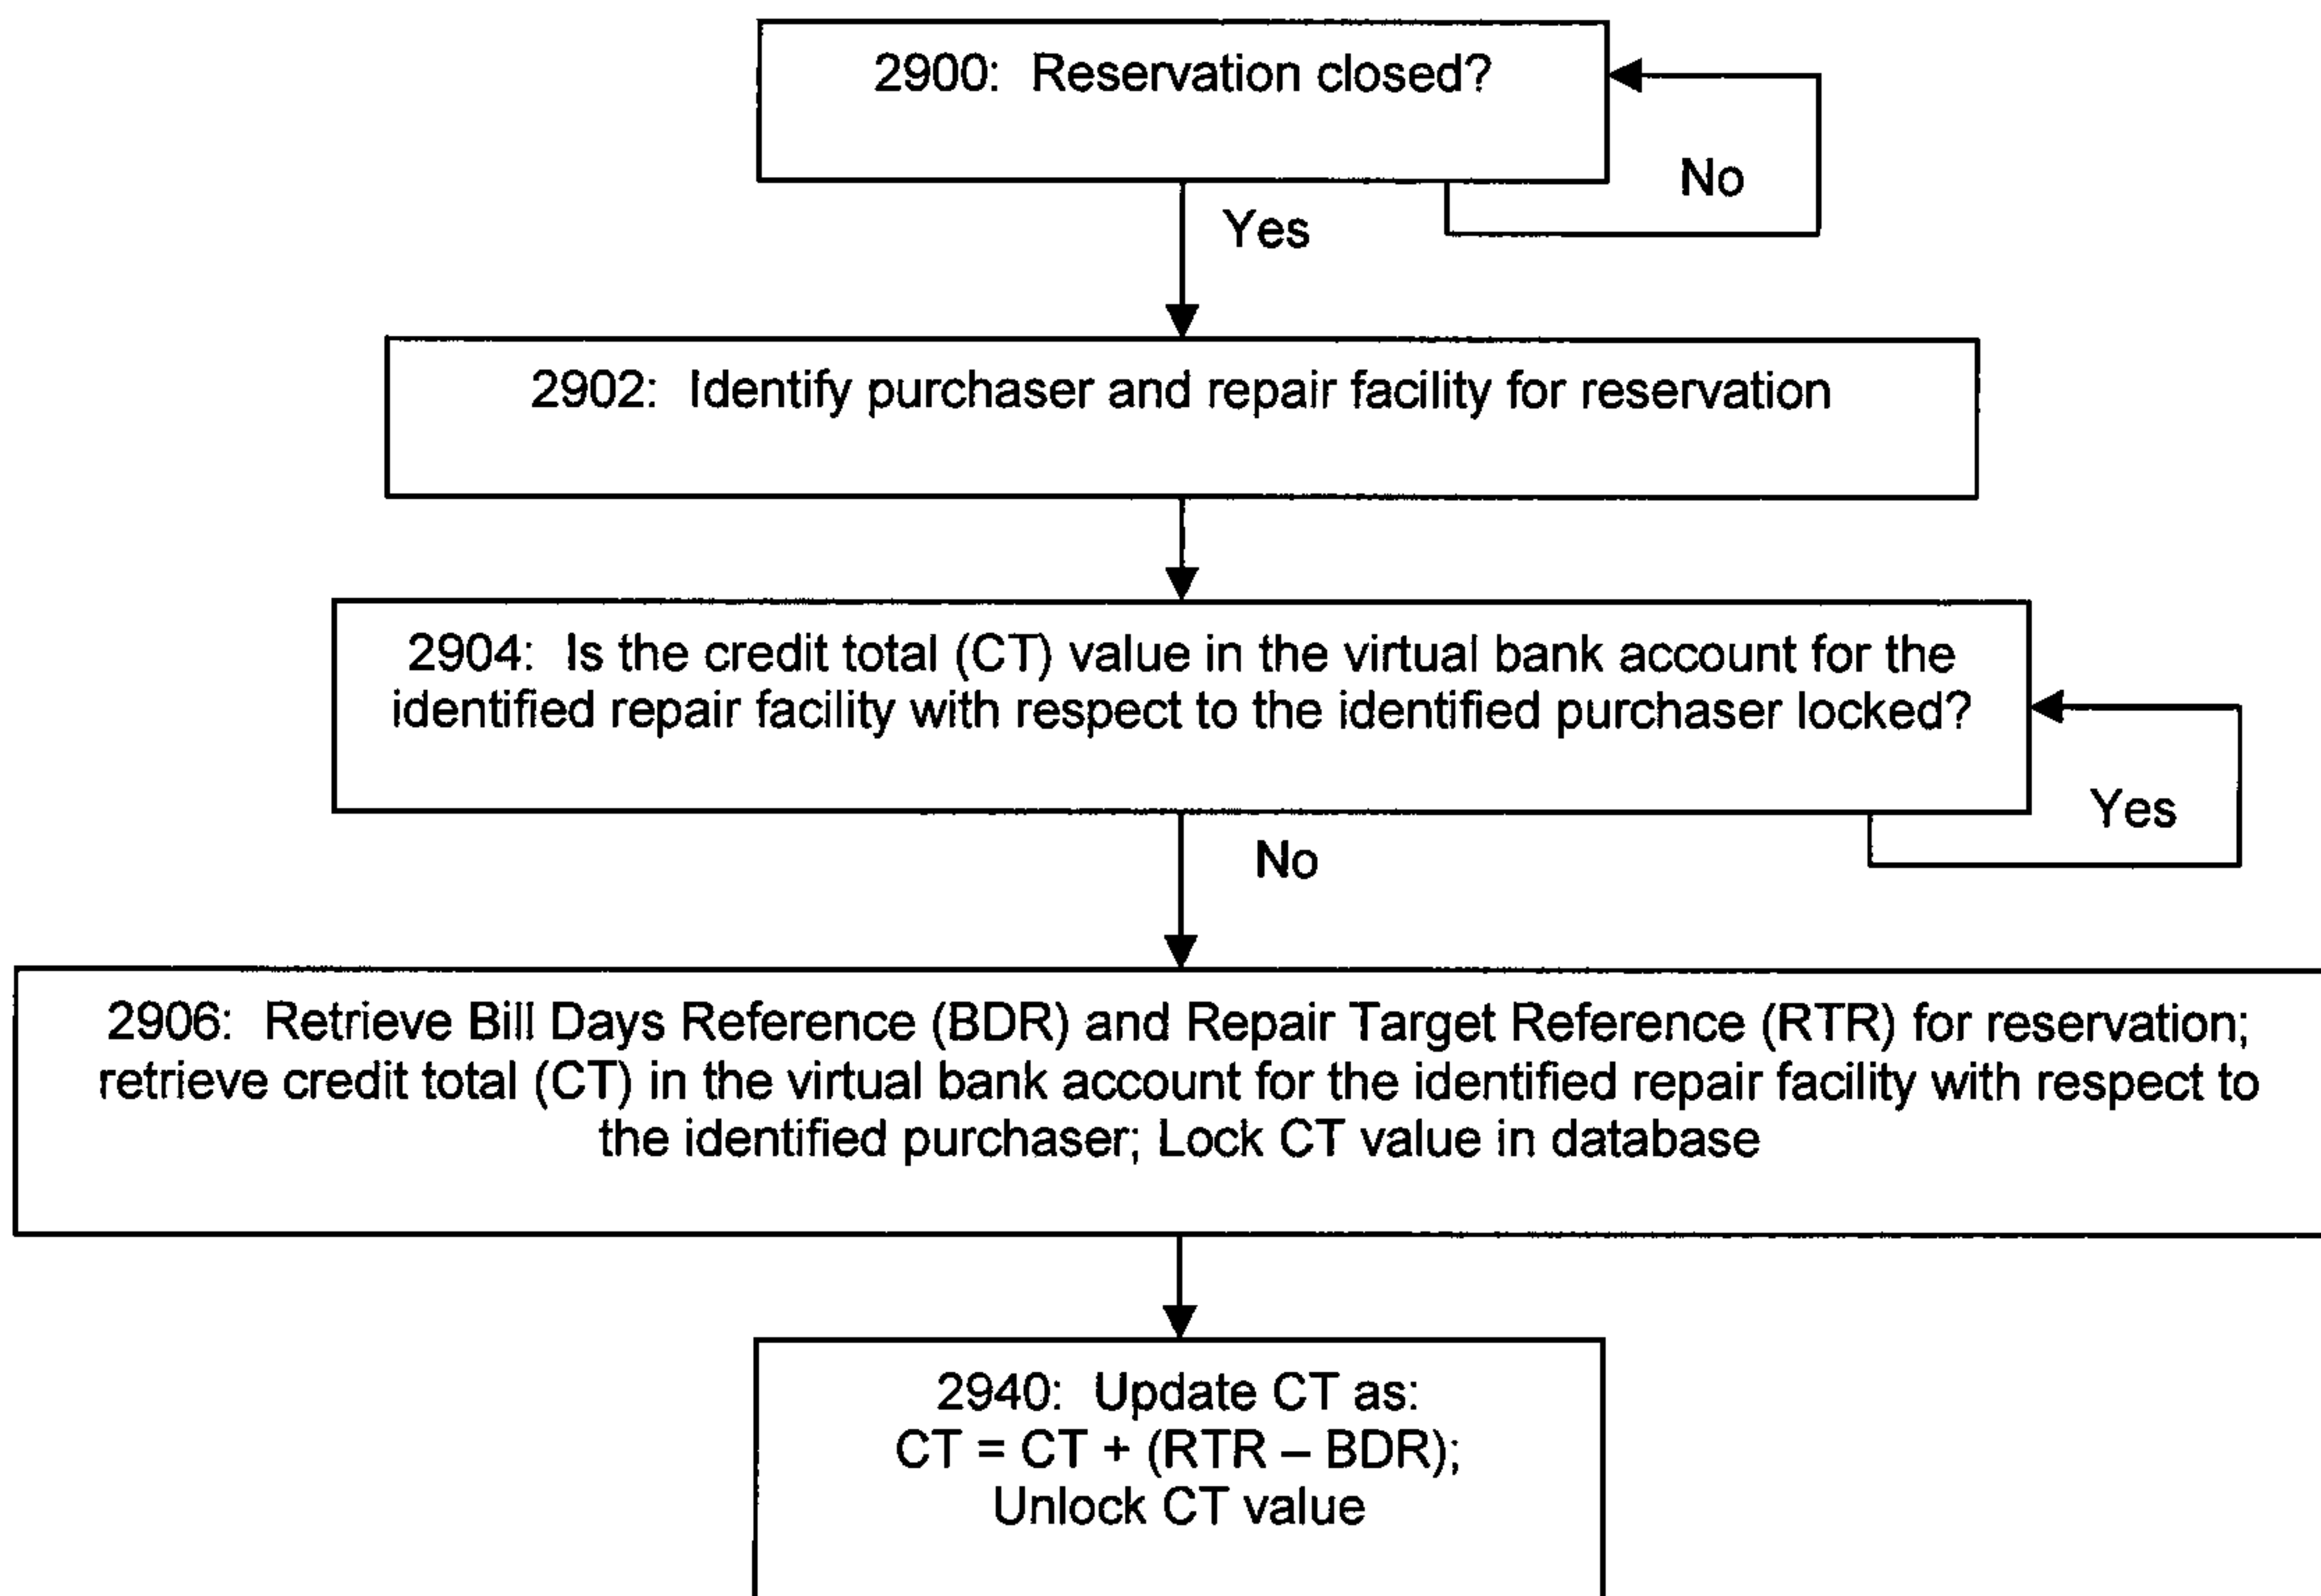 2900: Reservation closed?
No
Yes
2902: Identify purchaser and repair facility for reservation
2904: Is the credit total (CT) value in the virtual bank account for the
identified repair facility with respect to the identified purchaser locked?
Yes
No
2906: Retrieve Bill Days Reference (BDR) and Repair Target Reference (RTR) for reservation;
retrieve credit total (CT) in the virtual bank account for the identified repair facility with respect to
the identified purchaser; Lock CT value in database
2940: Update CT as:
CT = CT + (RTR – BDR);
Unlock CT value